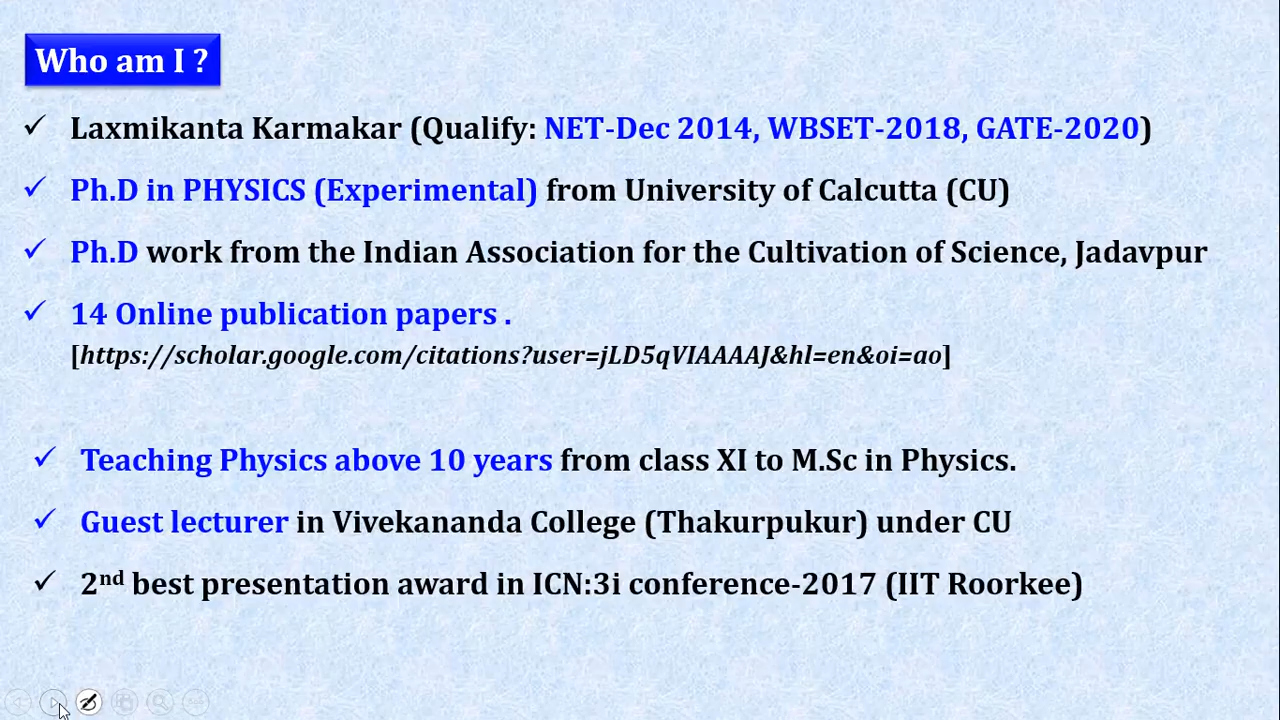 Who am I ?
✓ Laxmikanta Karmakar (Qualify: NET-Dec 2014, WBSET-2018, GATE-2020)
✓ Ph.D in PHYSICS (Experimental) from University of Calcutta (CU)
✓ Ph.D work from the Indian Association for the Cultivation of Science, Jadavpur
✓ 14 Online publication papers .
[https://scholar.google.com/citations?user=jLD5qVIAAAAJ&hl=en&oi=ao]
✓ Teaching Physics above 10 years from class XI to M.Sc in Physics.
✓ Guest lecturer in Vivekananda College (Thakurpukur) under CU
✓ 2nd best presentation award in ICN:3i conference-2017 (IIT Roorkee)